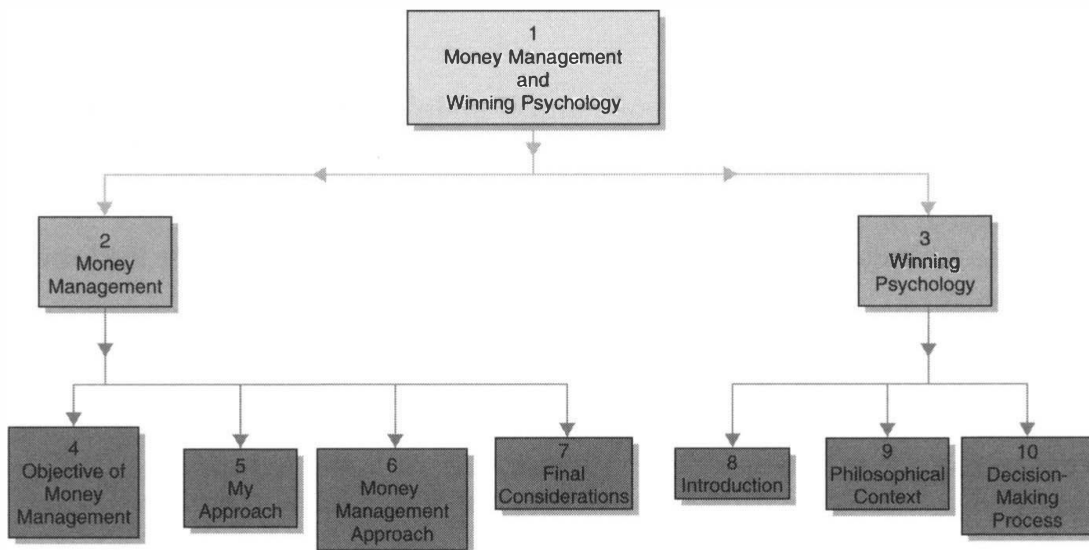 1
Money Management
and
Winning Psychology
2
Money
Management
3
Winning
Psychology
4
Objective of
Money
Management
5
My
Approach
6
Money
Management
Approach
7
Final
Considerations
8
Introduction
9
Philosophical
Context
10
Decision-
Making
Process